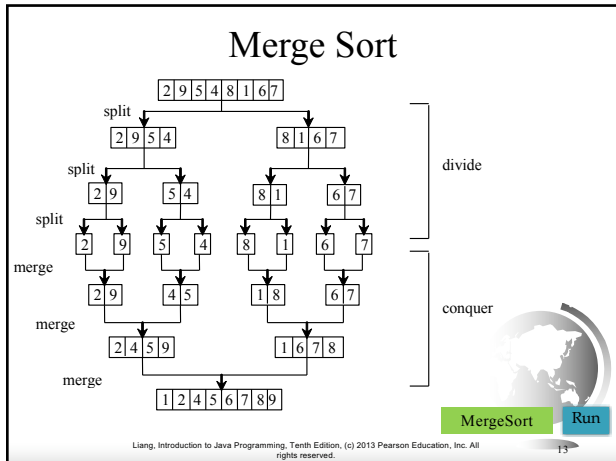 Merge Sort
2 9 5 4 8 1 6 7
split
2 9 5 4 8 1 6 7
divide
split
2 9 5 4 8 1 6 7
split
2 9 5 4 8 1 6 7
merge
2 9 4 5 1 8 6 7
conquer
merge
2 4 5 9 1 6 7 8
merge
1 2 4 5 6 7 8 9
MergeSort Run
Liang, Introduction to Java Programming, Tenth Edition, (c) 2013 Pearson Education, Inc. All
rights reserved.
13